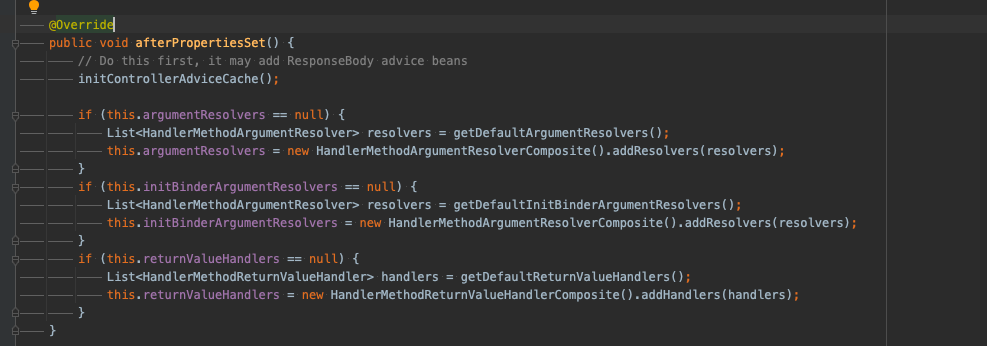 @Override
public void afterPropertiesSet() {
// Do this first, it may add ResponseBody advice beans
initControllerAdviceCache();
if (this.argumentResolvers == null) {
List<HandlerMethodArgumentResolver> resolvers = getDefaultArgumentResolvers();
this.argumentResolvers = new HandlerMethodArgumentResolverComposite().addResolvers(resolvers);
}
if (this.initBinderArgumentResolvers == null) {
List<HandlerMethodArgumentResolver> resolvers = getDefaultInitBinderArgumentResolvers();
this.initBinderArgumentResolvers = new HandlerMethodArgumentResolverComposite().addResolvers(resolvers);
}
if (this.returnValueHandlers == null) {
List<HandlerMethodReturnValueHandler> handlers = getDefaultReturnValueHandlers();
this.returnValueHandlers = new HandlerMethodReturnValueHandlerComposite().addHandlers(handlers);
}
}